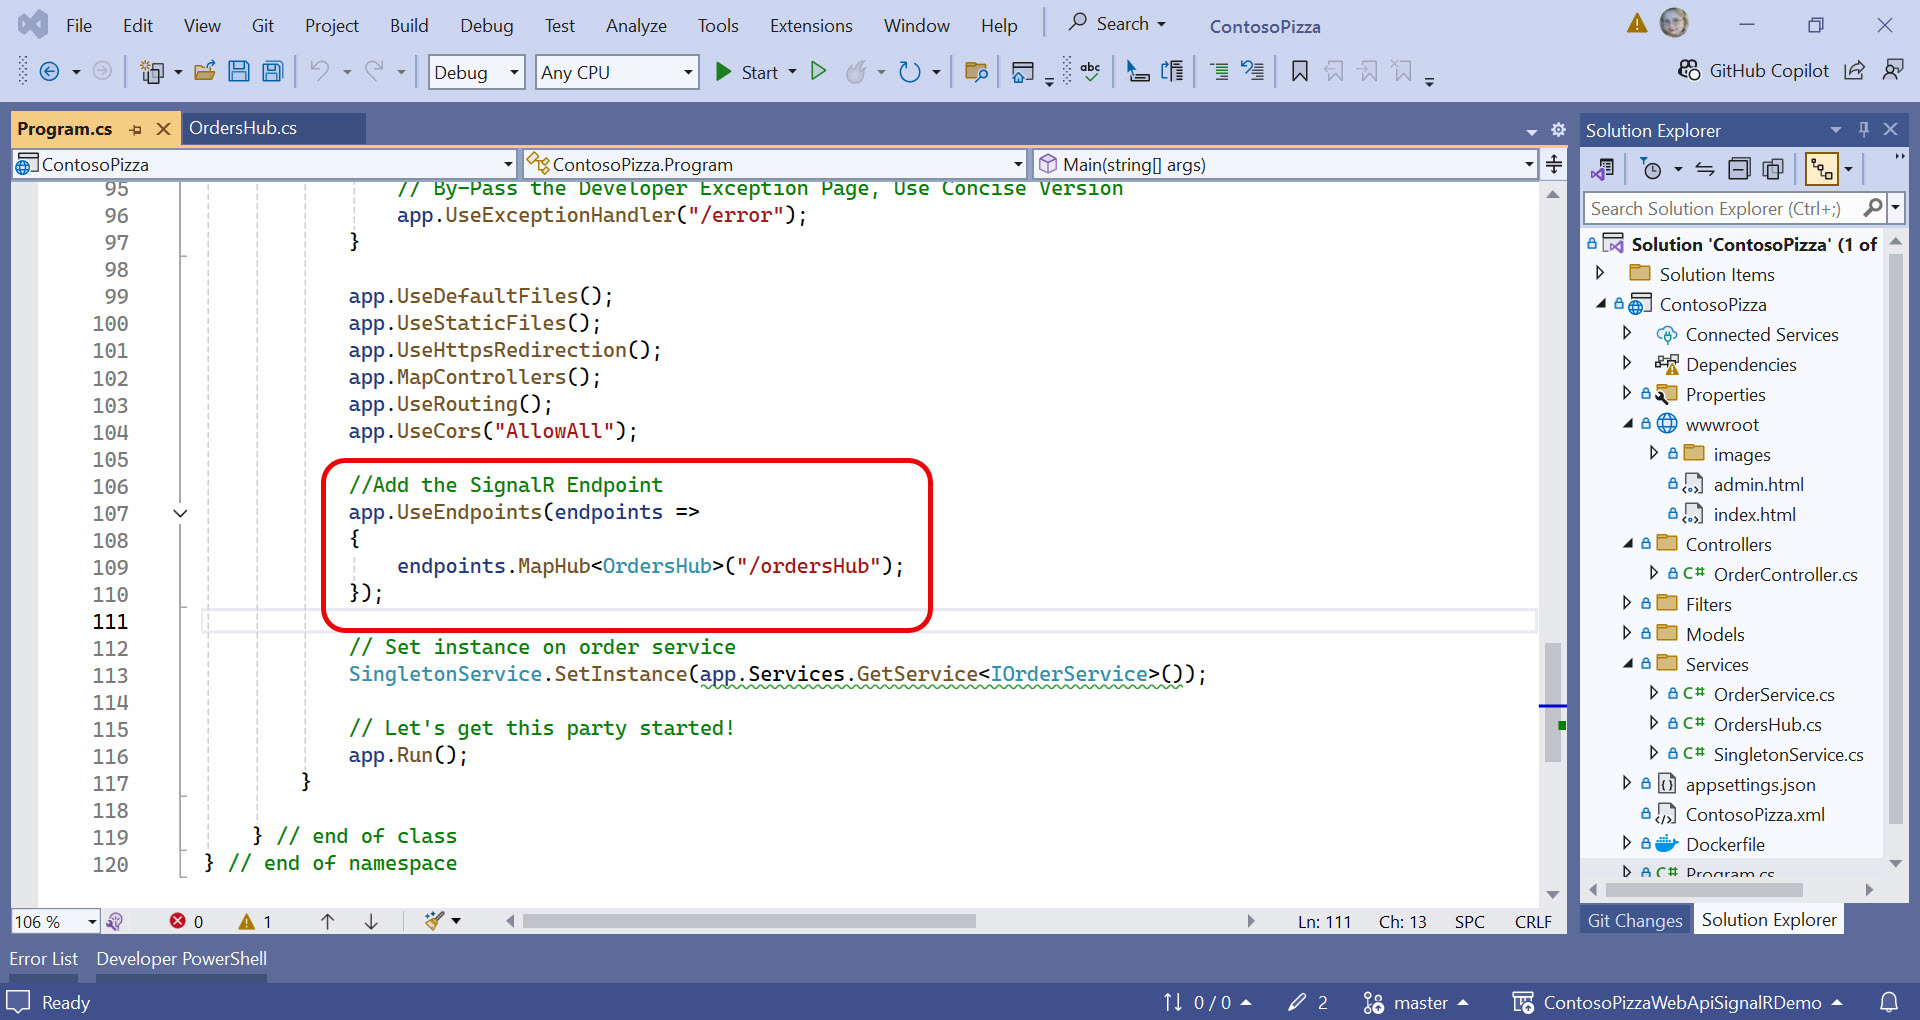 File Edit View Git Project Build Debug Test Analyze Tools Extensions Window Help Search ContosoPizza
Debug Any CPU Start abc GitHub Copilot
Program.cs OrdersHub.cs
ContosoPizza ContosoPizza.Program Main(string[] args)
95 // By-Pass the Developer Exception Page, Use Concise Version
96 app.UseExceptionHandler("/error");
97 }
98
99 app.UseDefaultFiles();
100 app.UseStaticFiles();
101 app.UseHttpsRedirection();
102 app.MapControllers();
103 app.UseRouting();
104 app.UseCors("AllowAll");
105
106 //Add the SignalR Endpoint
107 app.UseEndpoints(endpoints =>
108 {
109 endpoints.MapHub<OrdersHub>("/ordersHub");
110 });
111
112 // Set instance on order service
113 SingletonService.SetInstance(app.Services.GetService<IOrderService>());
114
115 // Let's get this party started!
116 app.Run();
117 }
118
119 } // end of class
120 } // end of namespace
106 % 0 1 Ln: 111 Ch: 13 SPC CRLF
Solution Explorer
Search Solution Explorer (Ctrl+;)
Solution 'ContosoPizza' (1 of
Solution Items
ContosoPizza
Connected Services
Dependencies
Properties
wwwroot
images
admin.html
index.html
Controllers
C# OrderController.cs
Filters
Models
Services
C# OrderService.cs
C# OrdersHub.cs
C# SingletonService.cs
appsettings.json
ContosoPizza.xml
Dockerfile
C# Program.cs
Git Changes Solution Explorer
Error List Developer PowerShell
Ready 0 / 0 2 master ContosoPizzaWebApiSignalRDemo